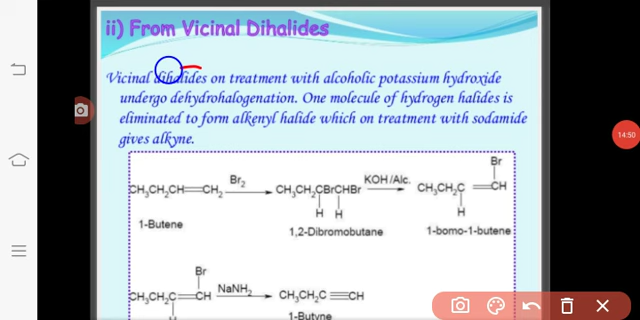 ii) From Vicinal Dihalides
Vicinal dihalides on treatment with alcoholic potassium hydroxide
undergo dehydrohalogenation. One molecule of hydrogen halides is
eliminated to form alkenyl halide which on treatment with sodamide
gives alkyne.
Br
CH₃CH₂CH=CH₂ Br₂ CH₃CH₂CBrCHBr KOH/Alc. CH₃CH₂C=CH
H H H
1-Butene 1,2-Dibromobutane 1-bomo-1-butene
Br
CH₃CH₂C=CH NaNH₂ CH₃CH₂C≡CH
1-Butyne
14:50